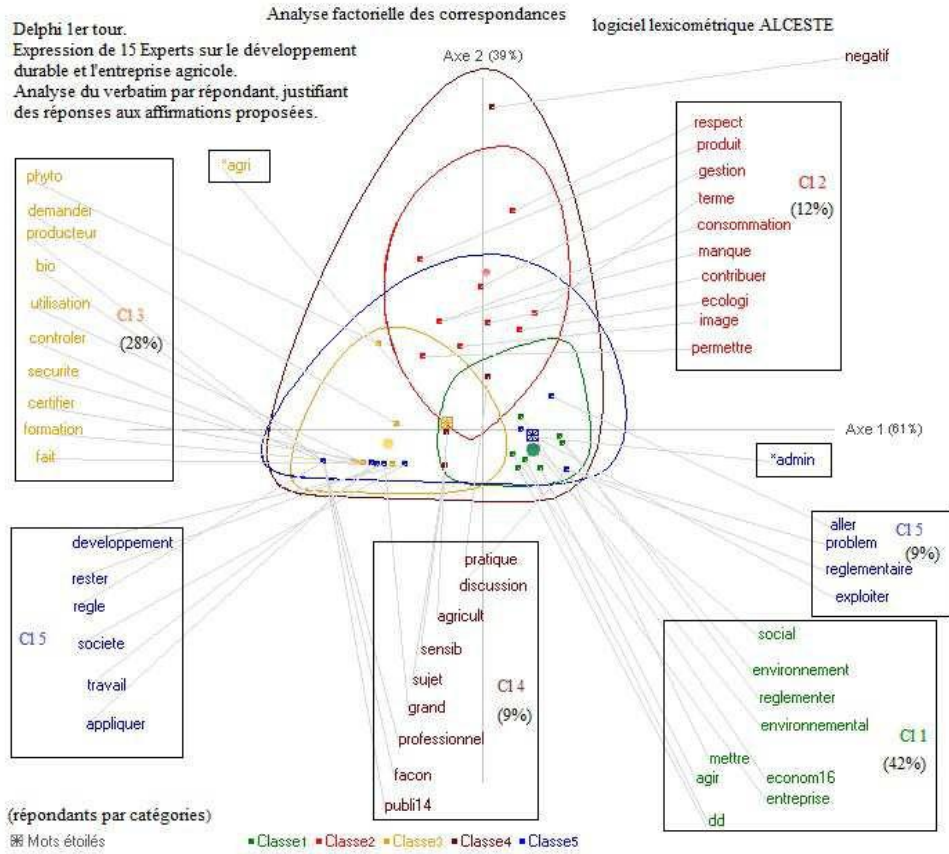 Analyse factorielle des correspondances
logiciel lexicométrique ALCESTE
Delphi 1er tour.
Expression de 15 Experts sur le développement
durable et l'entreprise agricole.
Analyse du verbatim par répondant, justifiant
des réponses aux affirmations proposées.
Axe 2 (39%)
negatif
*agri
phyto
demander
producteur
bio
utilisation
controler
securite
certifier
formation
fait
Cl 3
(28%)
respect
produit
gestion
terme
consommation
manque
contribuer
ecologi
image
permettre
Cl 2
(12%)
Axe 1 (61%)
*admin
developpement
rester
regle
societe
travail
appliquer
Cl 5
pratique
discussion
agricult
sensib
sujet
grand
professionnel
facon
publi14
Cl 4
(9%)
aller
problem
reglementaire
exploiter
Cl 5
(9%)
social
environnement
reglementer
environnemental
mettre
agir
econom16
entreprise
dd
Cl 1
(42%)
(répondants par catégories)
Mots étoilés
Classe1 Classe2 Classe3 Classe4 Classe5